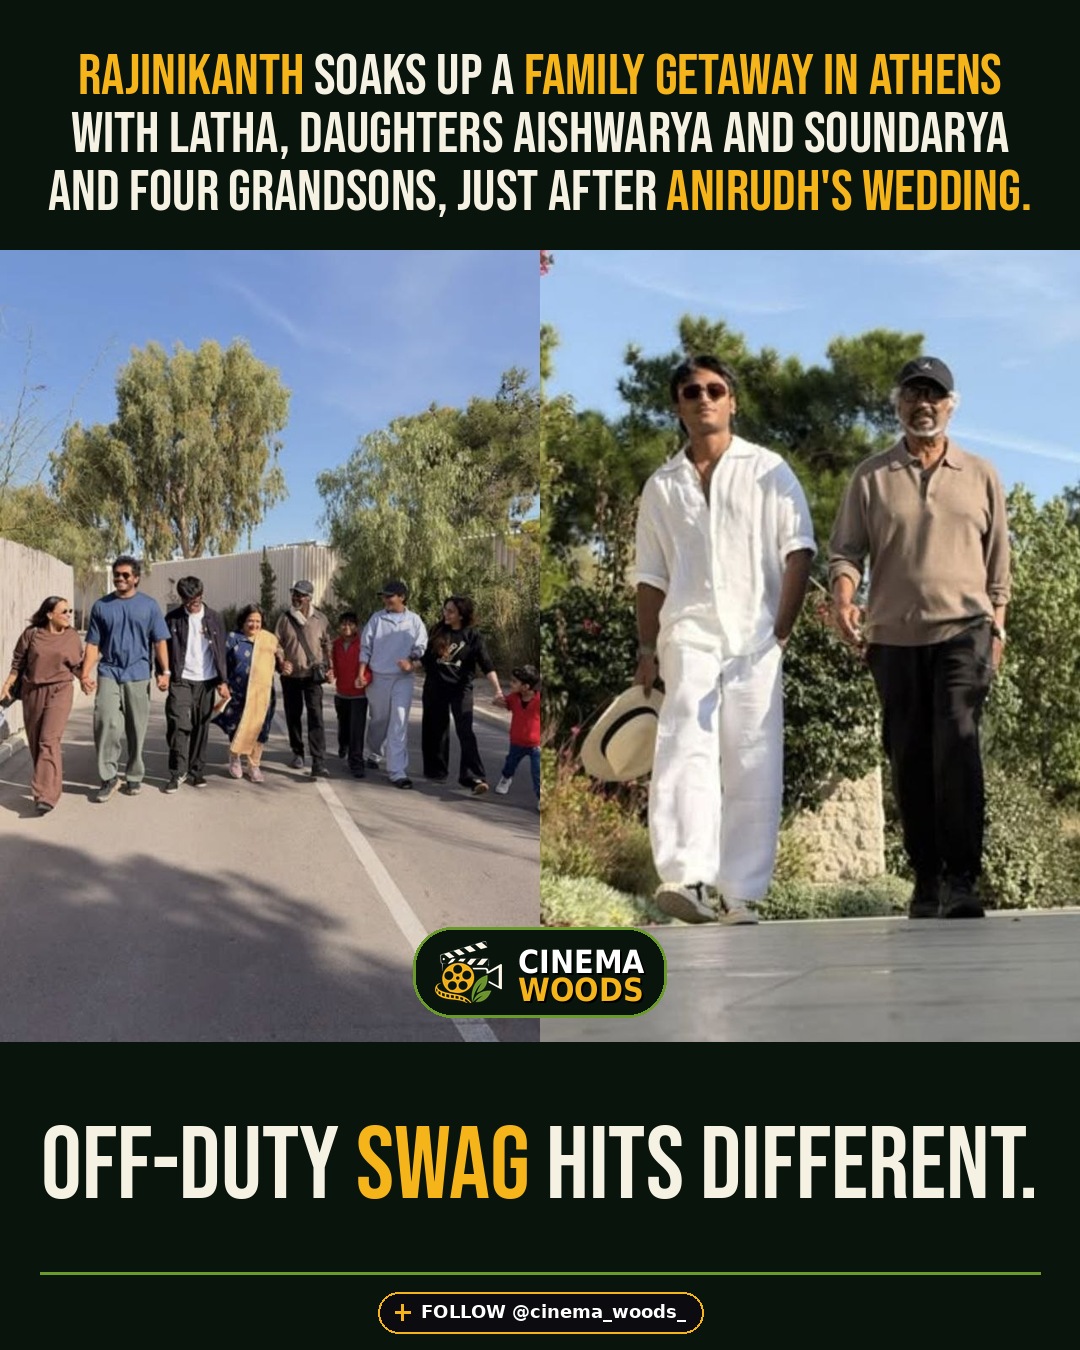 RAJINIKANTH SOAKS UP A FAMILY GETAWAY IN ATHENS
WITH LATHA, DAUGHTERS AISHWARYA AND SOUNDARYA
AND FOUR GRANDSONS, JUST AFTER ANIRUDH'S WEDDING.
CINEMA
WOODS
OFF-DUTY SWAG HITS DIFFERENT.
+ FOLLOW @cinema_woods_